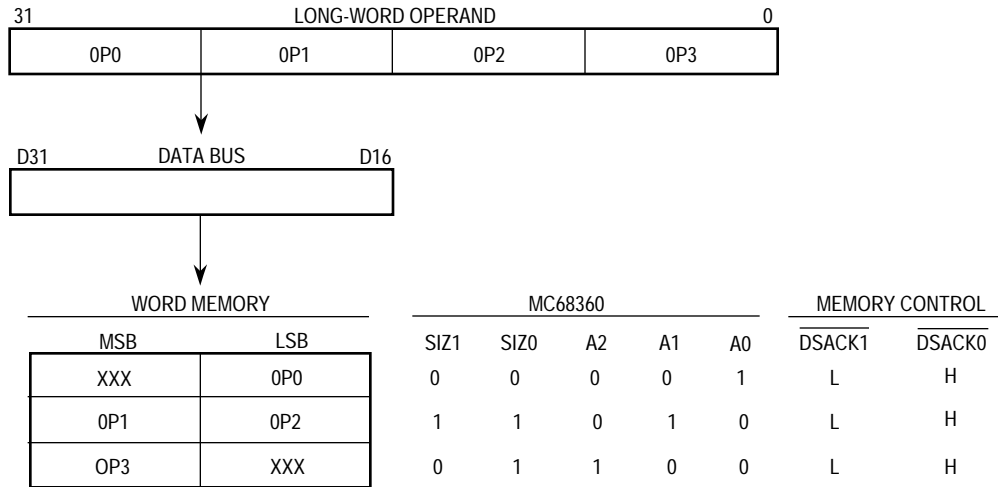 31 LONG-WORD OPERAND 0
0P0 0P1 0P2 0P3
D31 DATA BUS D16
WORD MEMORY MC68360 MEMORY CONTROL
MSB LSB SIZ1 SIZ0 A2 A1 A0 DSACK1 DSACK0
XXX 0P0 0 0 0 0 1 L H
0P1 0P2 1 1 0 1 0 L H
OP3 XXX 0 1 1 0 0 L H